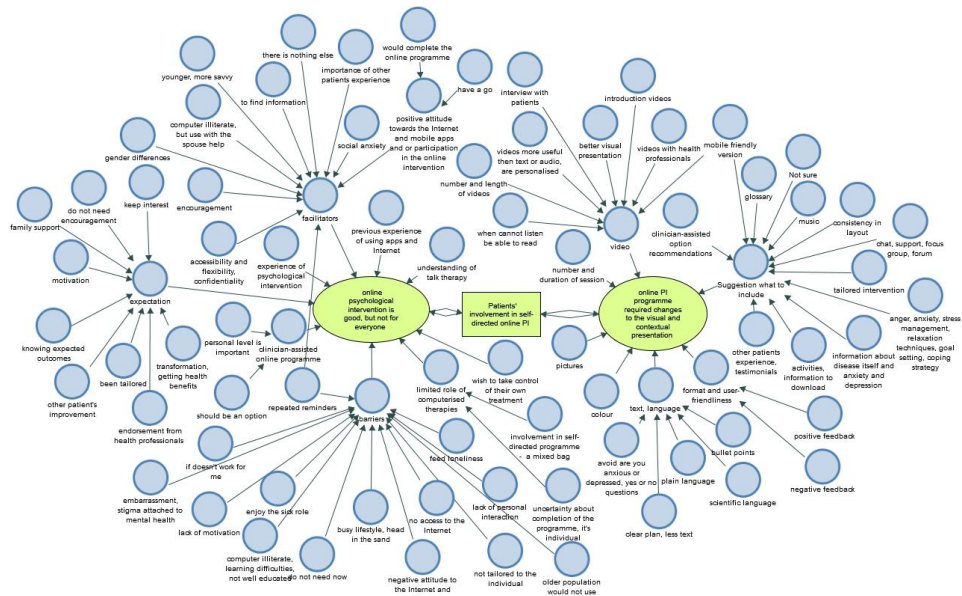 would complete the
online programme
there is nothing else
younger, more savvy
importance of other
patients experience
have a go
to find information
computer illiterate,
but use with the
spouse help
social anxiety
positive attitude
towards the Internet
and mobile apps
and or participation
in the online
intervention
gender differences
encouragement
facilitators
keep interest
do not need
encouragement
family support
motivation
expectation
accessibility and
flexibility,
confidentiality
experience of
psychological
intervention
previous experience
of using apps and
Internet
understanding of
talk therapy
interview with
patients
introduction videos
videos more useful
then text or audio,
are personalised
better visual
presentation
videos with health
professionals
mobile friendly
version
number and length
of videos
when cannot listen
be able to read
video
number and
duration of session
clinician-assisted
option
recommendations
glossary
Not sure
music
consistency in
layout
chat, support, focus
group, forum
tailored intervention
Suggestion what to
include
anger, anxiety, stress
management,
relaxation
techniques, goal
setting, coping
strategy
online
psychological
intervention is
good, but not for
everyone
Patients'
involvement in self-
directed online PI
online PI
programme
required changes
to the visual and
contextual
presentation
knowing expected
outcomes
other patient's
improvement
been tailored
endorsement from
health professionals
transformation,
getting health
benefits
personal level is
important
clinician-assisted
online programme
should be an option
repeated reminders
barriers
limited role of
computerised
therapies
wish to take control
of their own
treatment
involvement in self-
directed programme
- a mixed bag
pictures
colour
text, language
format and user-
friendliness
other patients
experience,
testimonials
activities,
information to
download
information about
disease itself and
anxiety and
depression
positive feedback
negative feedback
bullet points
scientific language
plain language
avoid are you
anxious or
depressed, yes or no
questions
clear plan, less text
if doesn't work for
me
embarrassment,
stigma attached to
mental health
lack of motivation
enjoy the sick role
computer illiterate,
learning difficulties,
not well educated
do not need now
busy lifestyle, head
in the sand
feed loneliness
no access to the
Internet
negative attitude to
the Internet and
lack of personal
interaction
not tailored to the
individual
uncertainty about
completion of the
programme, it's
individual
older population
would not use